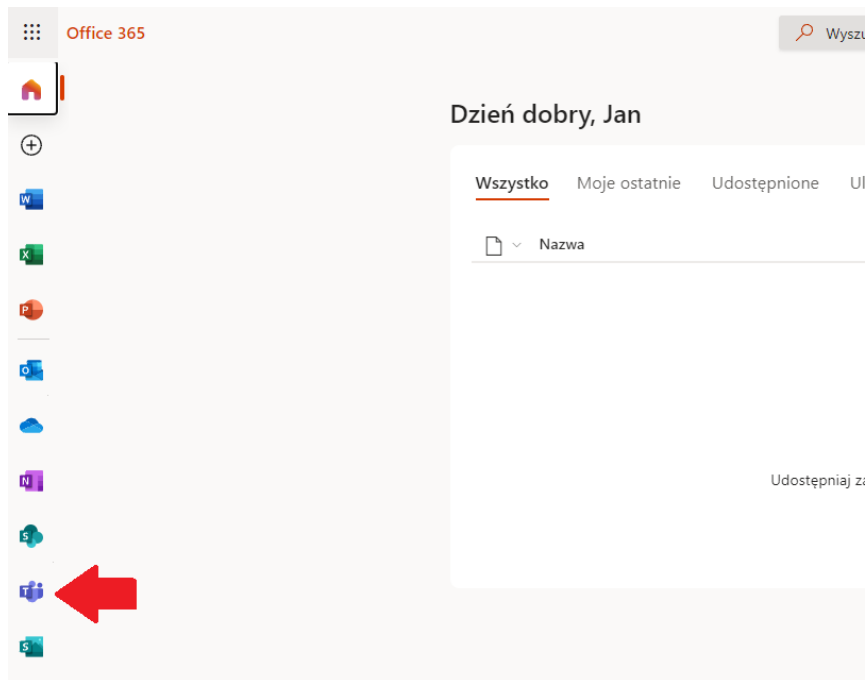 Office 365
Wyszu
Dzień dobry, Jan
Wszystko Moje ostatnie Udostępnione Ul
Nazwa
W
X
P
O
Udostępniaj za
N
S
T
S